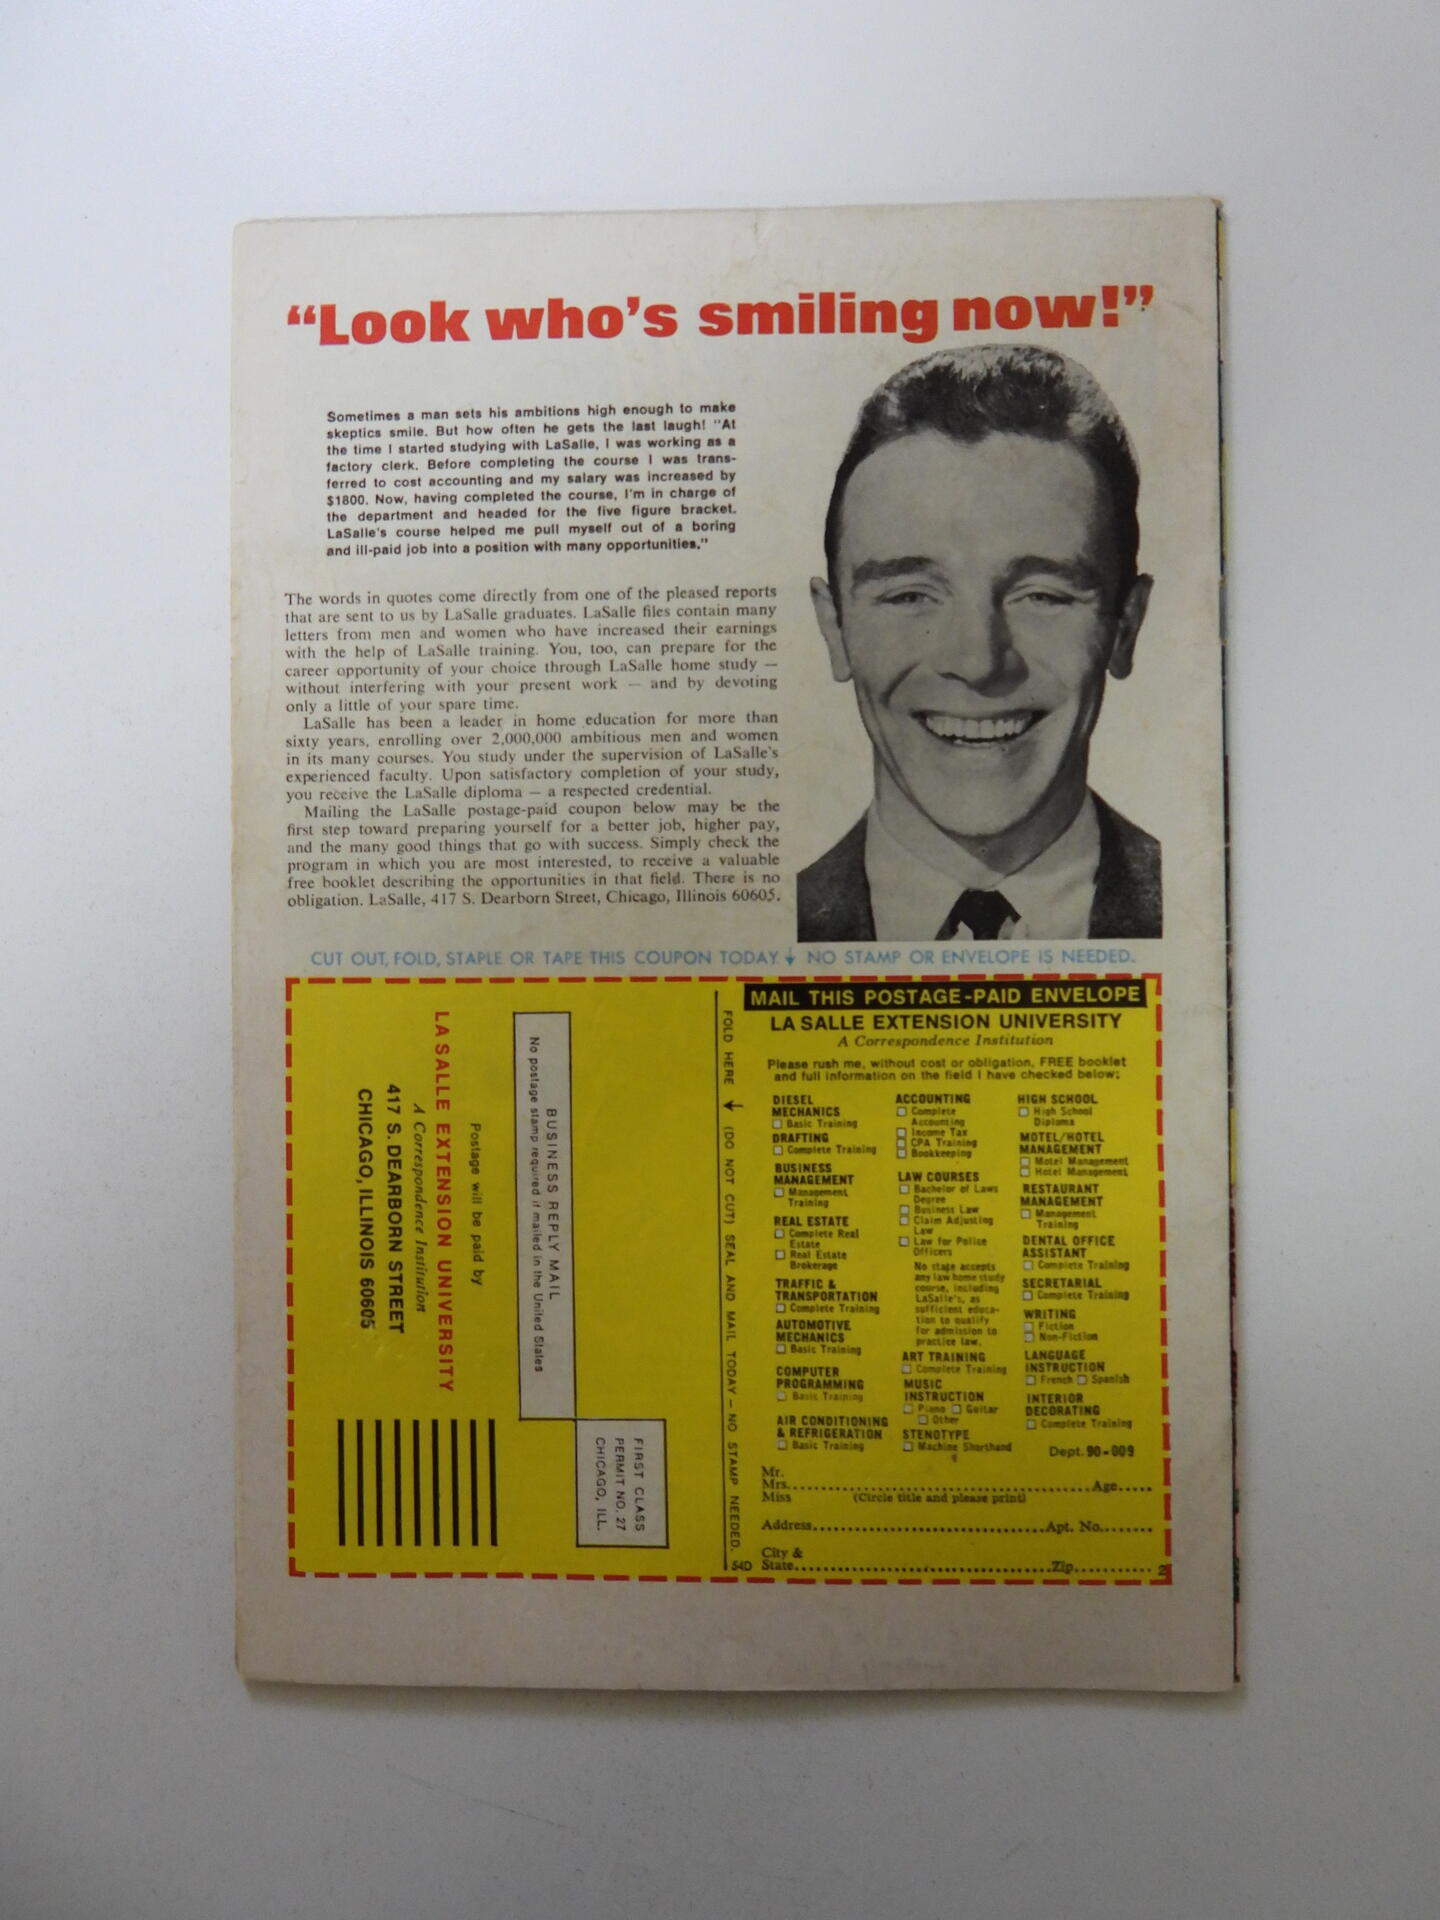 “Look who’s smiling now!”
Sometimes a man sets his ambitions high enough to make
skeptics smile. But how often he gets the last laugh! "At
the time I started studying with LaSalle, I was working as a
factory clerk. Before completing the course I was trans-
ferred to cost accounting and my salary was increased by
$1800. Now, having completed the course, I'm in charge of
the department and headed for the five figure bracket.
LaSalle's course helped me pull myself out of a boring
and ill-paid job into a position with many opportunities."
The words in quotes come directly from one of the pleased reports
that are sent to us by LaSalle graduates. LaSalle files contain many
letters from men and women who have increased their earnings
with the help of LaSalle training. You, too, can prepare for the
career opportunity of your choice through LaSalle home study —
without interfering with your present work — and by devoting
only a little of your spare time.
LaSalle has been a leader in home education for more than
sixty years, enrolling over 2,000,000 ambitious men and women
in its many courses. You study under the supervision of LaSalle's
experienced faculty. Upon satisfactory completion of your study,
you receive the LaSalle diploma — a respected credential.
Mailing the LaSalle postage-paid coupon below may be the
first step toward preparing yourself for a better job, higher pay,
and the many good things that go with success. Simply check the
program in which you are most interested, to receive a valuable
free booklet describing the opportunities in that field. There is no
obligation. LaSalle, 417 S. Dearborn Street, Chicago, Illinois 60605.
CUT OUT, FOLD, STAPLE OR TAPE THIS COUPON TODAY. NO STAMP OR ENVELOPE IS NEEDED.
FIRST CLASS
PERMIT NO. 27
CHICAGO, ILL.
BUSINESS REPLY MAIL
No postage stamp required if mailed in the United States
Postage will be paid by
LA SALLE EXTENSION UNIVERSITY
A Correspondence Institution
417 S. DEARBORN STREET
CHICAGO, ILLINOIS 60605
FOLD HERE (DO NOT CUT) SEAL AND MAIL TODAY — NO STAMP NEEDED.
54D
MAIL THIS POSTAGE-PAID ENVELOPE
LA SALLE EXTENSION UNIVERSITY
A Correspondence Institution
Please rush me, without cost or obligation, FREE booklet
and full information on the field I have checked below:
DIESEL
MECHANICS
Basic Training
DRAFTING
Complete Training
BUSINESS
MANAGEMENT
Management
Training
REAL ESTATE
Complete Real
Estate
Real Estate
Brokerage
TRAFFIC &
TRANSPORTATION
Complete Training
AUTOMOTIVE
MECHANICS
Basic Training
COMPUTER
PROGRAMMING
Basic Training
AIR CONDITIONING
& REFRIGERATION
Basic Training
ACCOUNTING
Complete
Accounting
Income Tax
CPA Training
Bookkeeping
LAW COURSES
Bachelor of Laws
Degree
Business Law
Claim Adjusting
Law
Law for Police
Officers
No state accepts
any law home study
course, including
LaSalle's, as
sufficient educa-
tion to qualify
for admission to
practice law.
ART TRAINING
Complete Training
MUSIC
INSTRUCTION
Piano Guitar
Other
STENOTYPE
Machine Shorthand
HIGH SCHOOL
High School
Diploma
MOTEL/HOTEL
MANAGEMENT
Motel Management
Hotel Management
RESTAURANT
MANAGEMENT
Management
Training
DENTAL OFFICE
ASSISTANT
Complete Training
SECRETARIAL
Complete Training
WRITING
Fiction
Non-Fiction
LANGUAGE
INSTRUCTION
French Spanish
INTERIOR
DECORATING
Complete Training
Dept. 90-009
Mr.
Mrs. Age
Miss (Circle title and please print)
Address Apt. No.
City &
State Zip
2